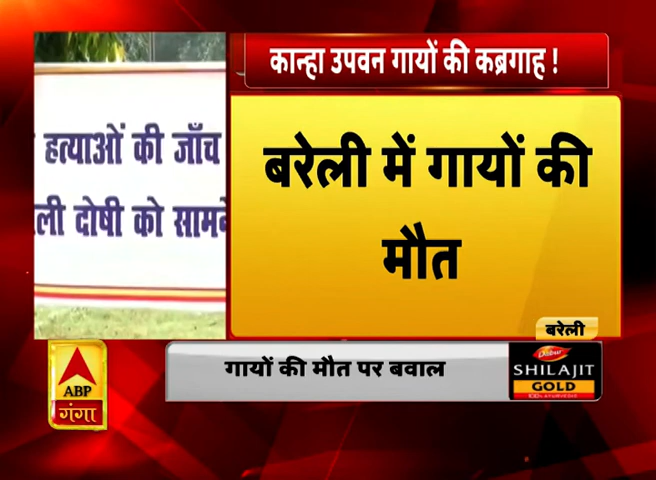 कान्हा उपवन गायों की कब्रगाह !
हत्याओं की जाँच
ली दोषी को सामने
बरेली में गायों की
मौत
बरेली
गायों की मौत पर बवाल
ABP
गंगा
Dabur
SHILAJIT
GOLD